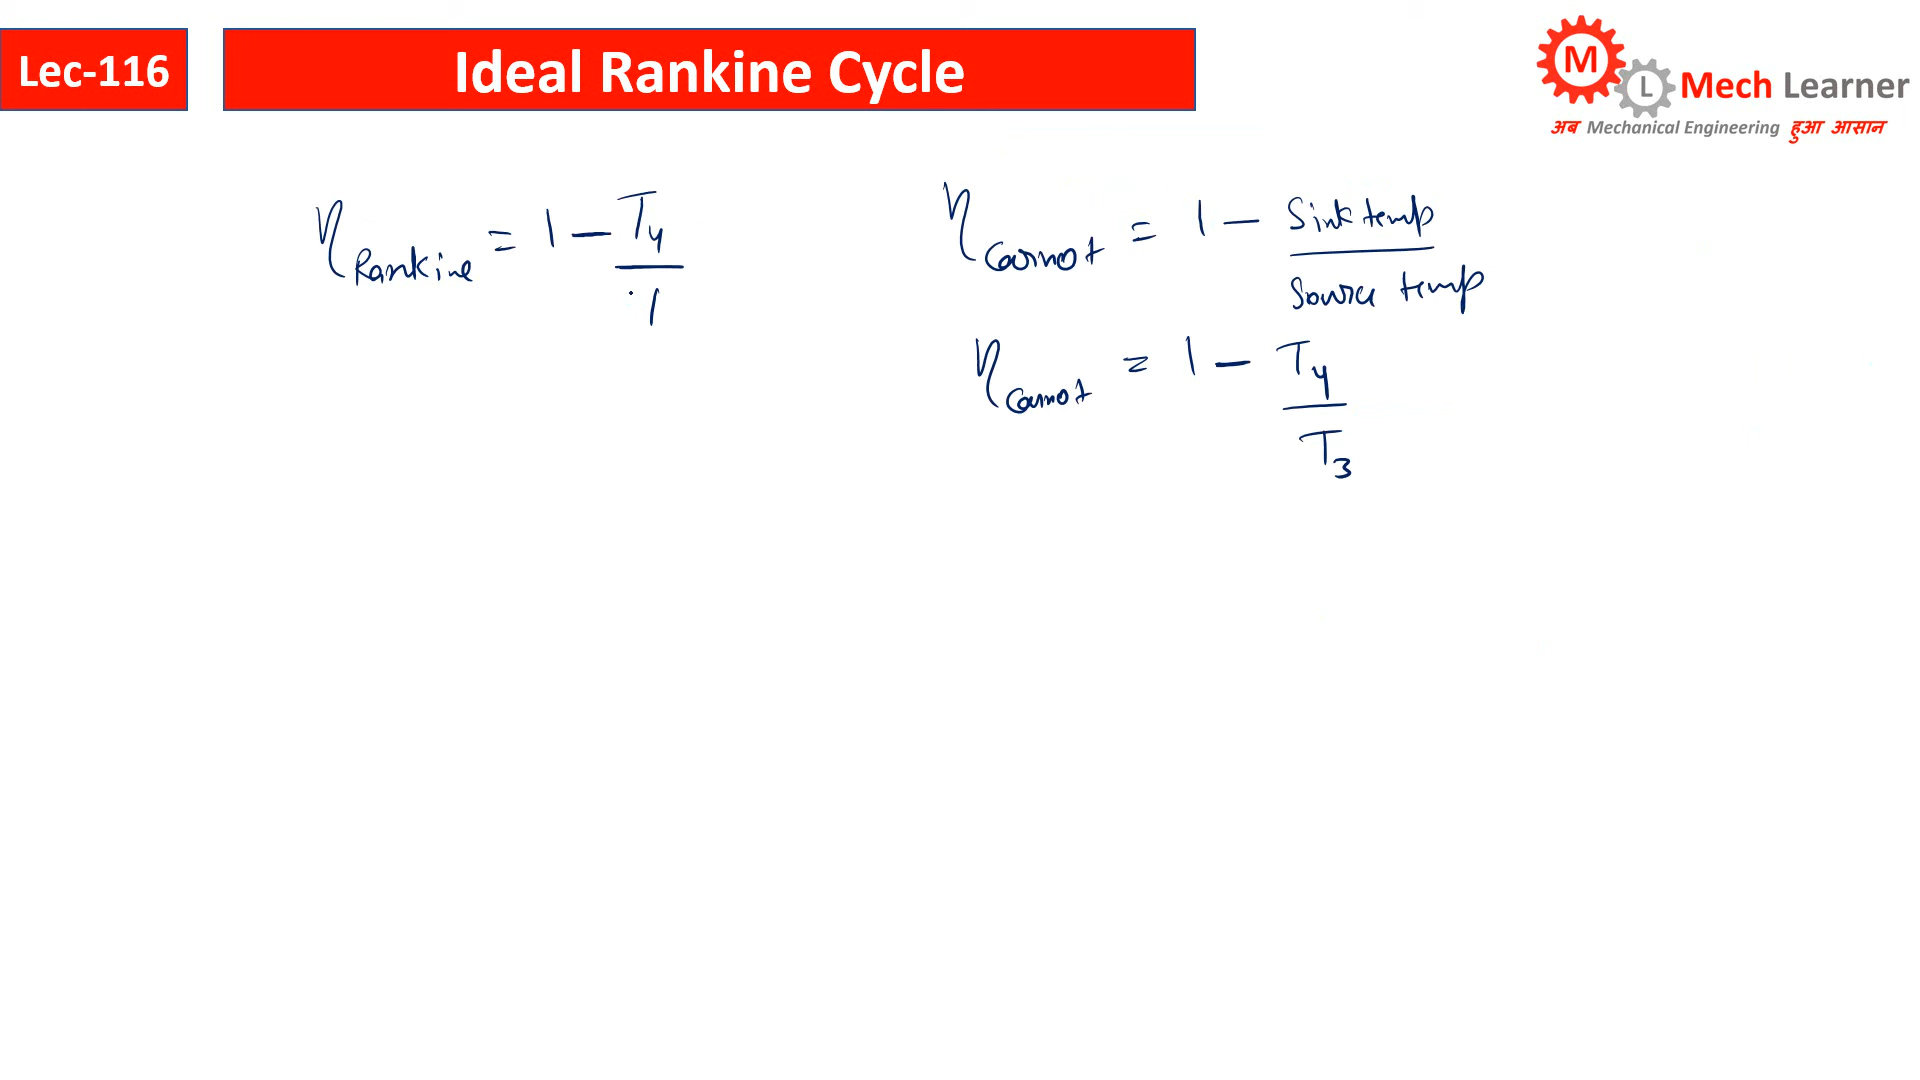 Lec-116
Ideal Rankine Cycle
M L Mech Learner
अब Mechanical Engineering हुआ आसान
η Rankine = 1 - T4 /
η Carnot = 1 - Sink temp / Source temp
η Carnot = 1 - T4 / T3